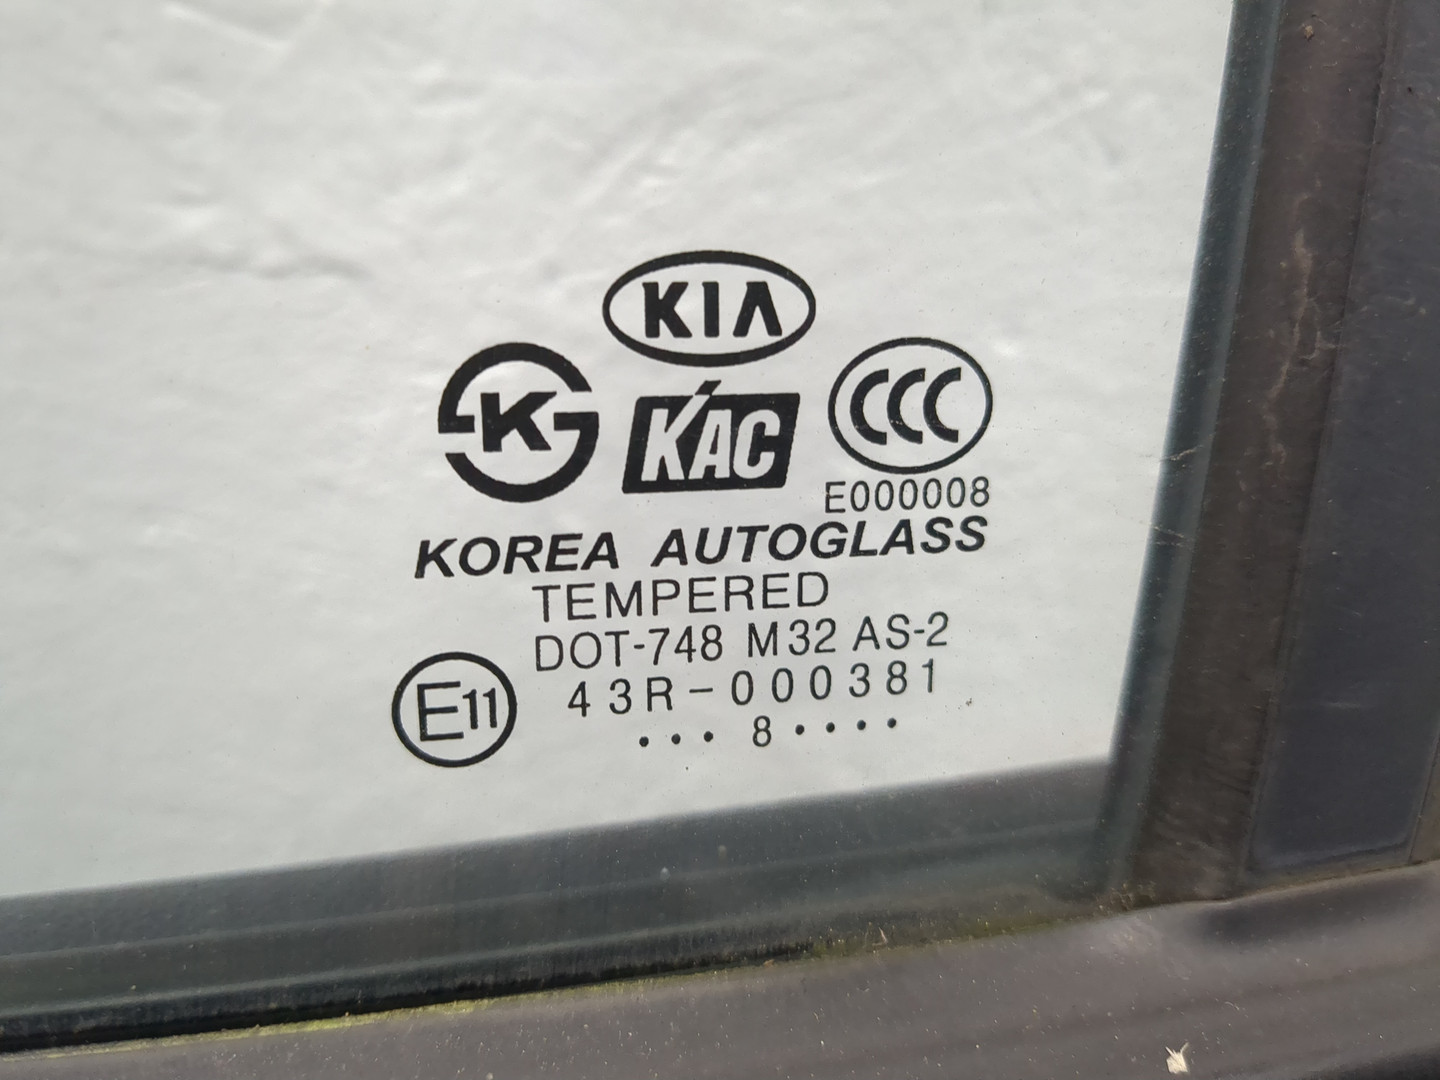 KIA
K
KAC
CCC
E000008
KOREA AUTOGLASS
TEMPERED
DOT-748 M32 AS-2
E11
43R-000381
... 8 ....